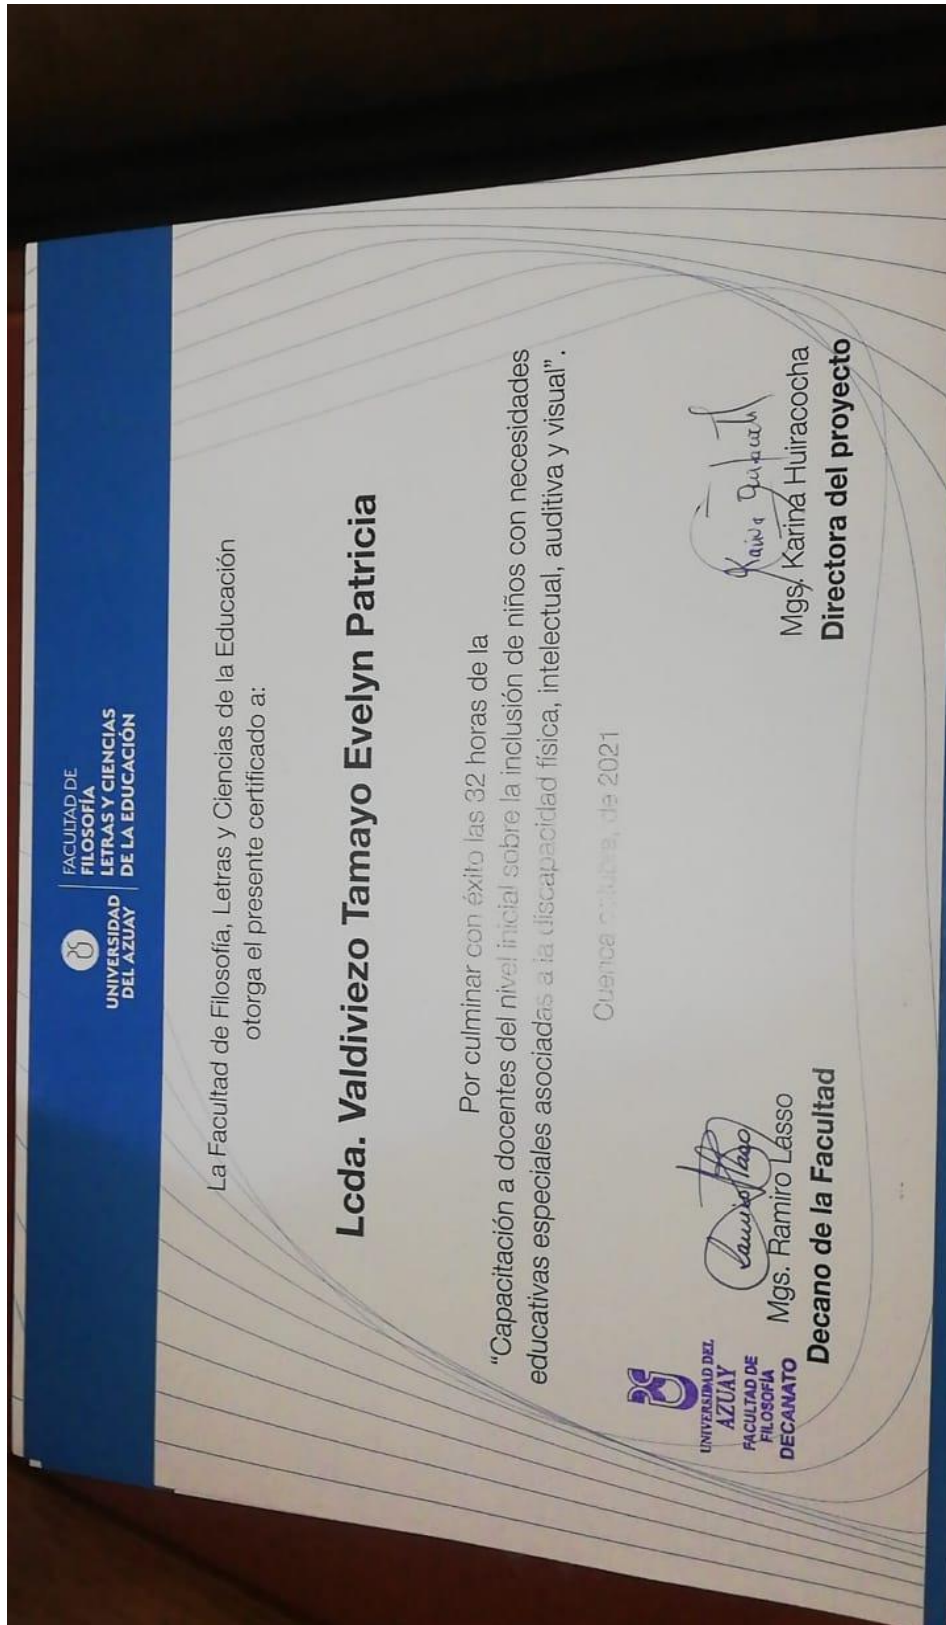 UNIVERSIDAD
DEL AZUAY
FACULTAD DE
FILOSOFÍA
LETRAS Y CIENCIAS
DE LA EDUCACIÓN
La Facultad de Filosofía, Letras y Ciencias de la Educación
otorga el presente certificado a:
Lcda. Valdiviezo Tamayo Evelyn Patricia
Por culminar con éxito las 32 horas de la
“Capacitación a docentes del nivel inicial sobre la inclusión de niños con necesidades
educativas especiales asociadas a la discapacidad física, intelectual, auditiva y visual”.
Cuenca octubre, de 2021
UNIVERSIDAD DEL
AZUAY
FACULTAD DE
FILOSOFÍA
DECANATO
Mgs. Ramiro Lasso
Decano de la Facultad
Mgs. Karina Huiracocha
Directora del proyecto